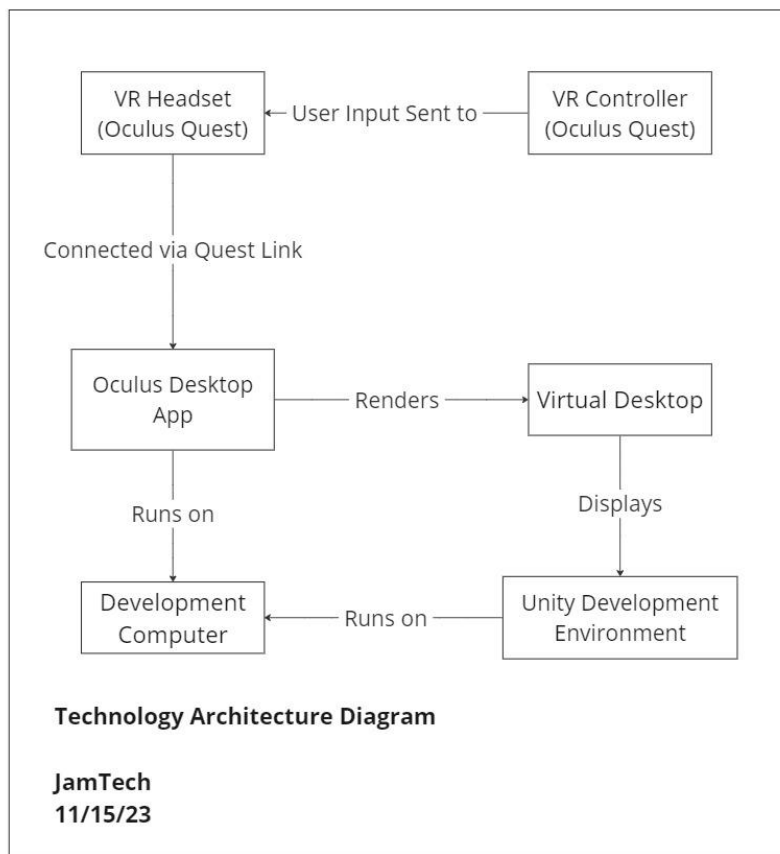 VR Headset
(Oculus Quest)
User Input Sent to
VR Controller
(Oculus Quest)
Connected via Quest Link
Oculus Desktop
App
Renders
Virtual Desktop
Runs on
Displays
Development
Computer
Runs on
Unity Development
Environment
Technology Architecture Diagram
JamTech
11/15/23